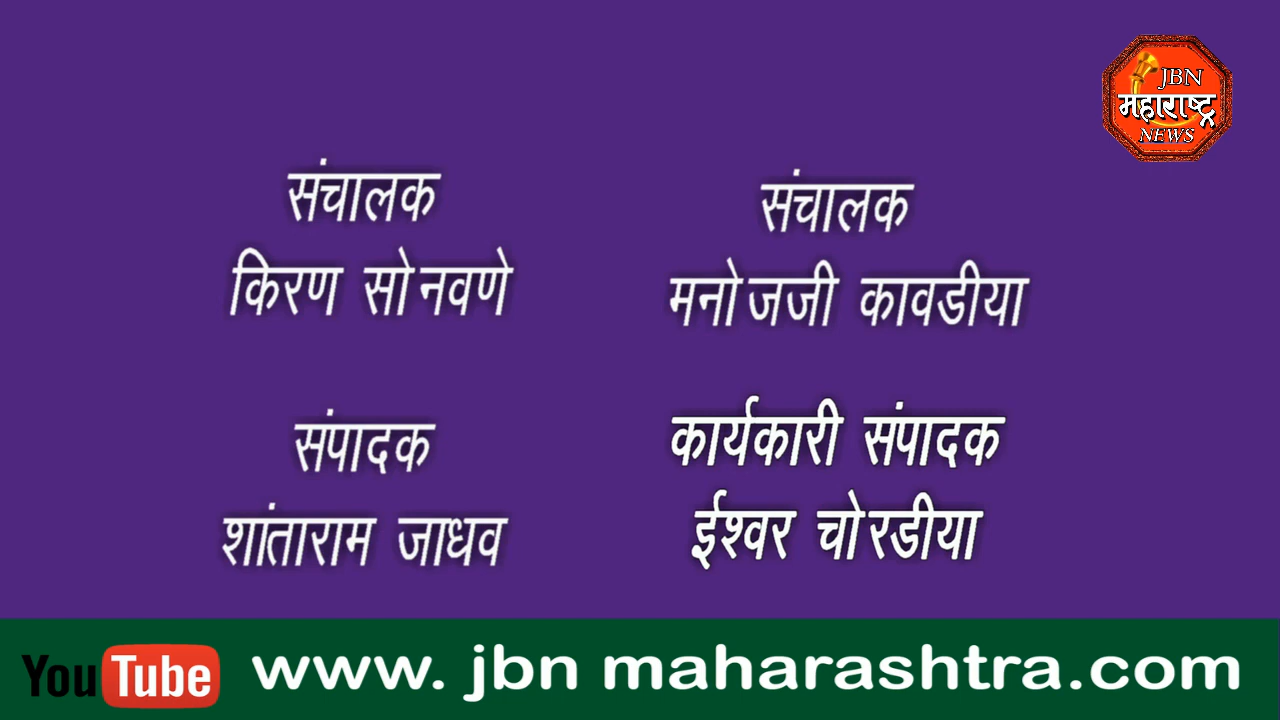 JBN
महाराष्ट्र
NEWS
संचालक
किरण सोनवणे
संचालक
मनोजजी कावडीया
संपादक
शांताराम जाधव
कार्यकारी संपादक
ईश्वर चोरडीया
YouTube www. jbn maharashtra.com